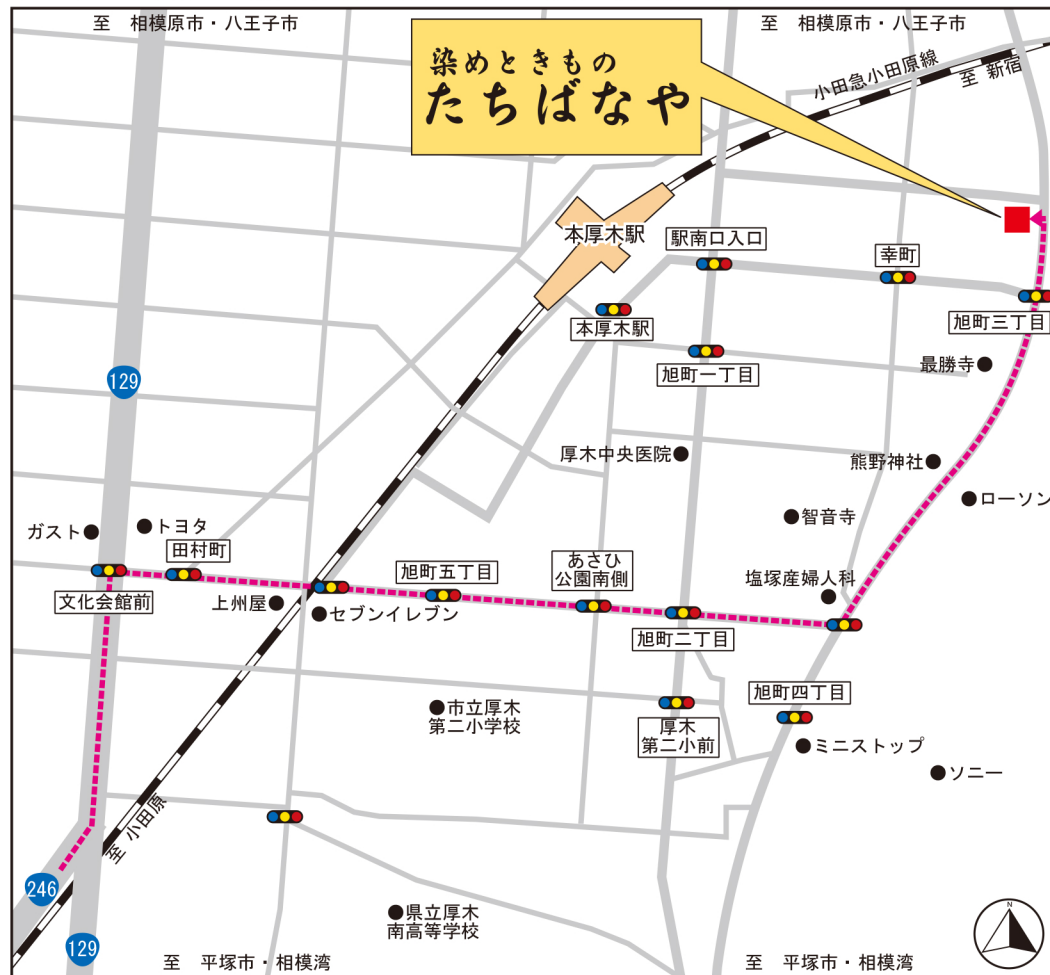 至 相模原市・八王子市
至 相模原市・八王子市
染めときもの
たちばなや
小田急小田原線
至 新宿
本厚木駅
駅南口入口
幸町
本厚木駅
旭町三丁目
旭町一丁目
最勝寺
129
厚木中央医院
熊野神社
ローソン
ガスト
トヨタ
智音寺
田村町
旭町五丁目
あさひ
公園南側
塩塚産婦人科
文化会館前
上州屋
セブンイレブン
旭町二丁目
旭町四丁目
市立厚木
第二小学校
厚木
第二小前
ミニストップ
ソニー
至 小田原
246
129
県立厚木
南高等学校
N
至 平塚市・相模湾
至 平塚市・相模湾